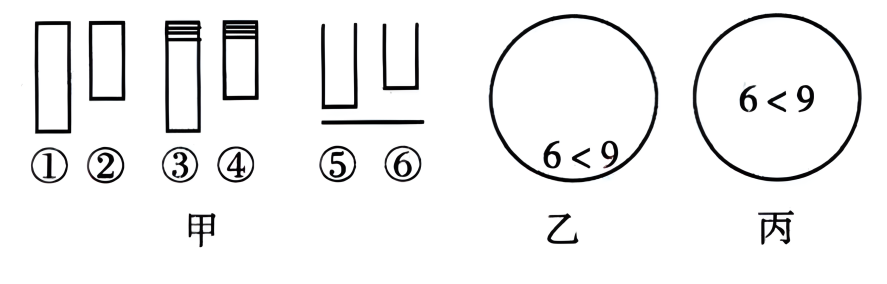 6 < 9
6 < 9
① ② ③ ④ ⑤ ⑥
甲 乙 丙